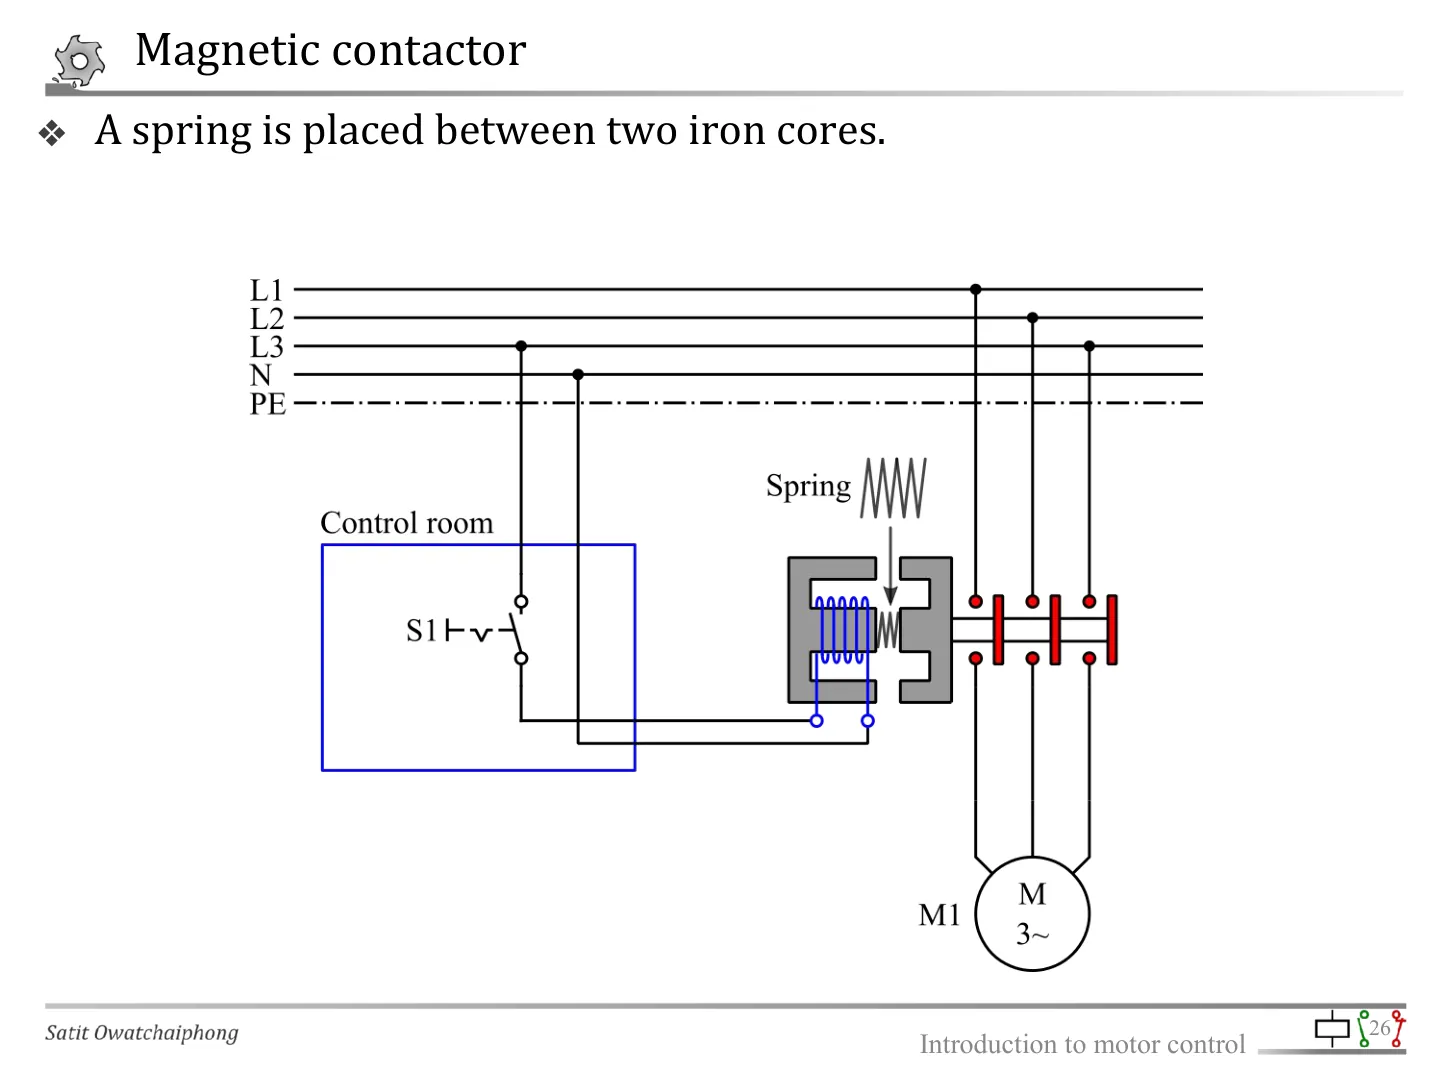 Magnetic contactor
❖ A spring is placed between two iron cores.
L1
L2
L3
N
PE
Spring
Control room
S1
M1
M
3~
Satit Owatchaiphong
Introduction to motor control
26